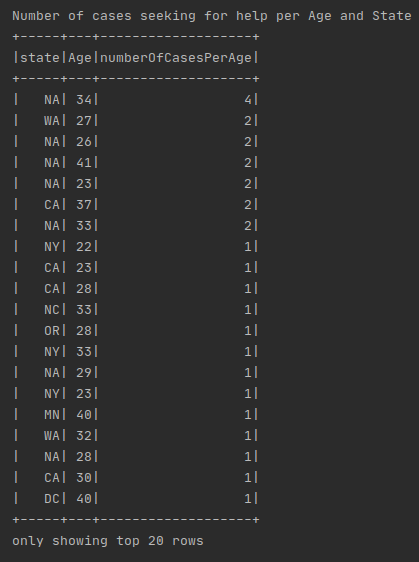 Number of cases seeking for help per Age and State
+-----+---+-------------------+
|state|Age|numberOfCasesPerAge|
+-----+---+-------------------+
|   NA| 34|                  4|
|   WA| 27|                  2|
|   NA| 26|                  2|
|   NA| 41|                  2|
|   NA| 23|                  2|
|   CA| 37|                  2|
|   NA| 33|                  2|
|   NY| 22|                  1|
|   CA| 23|                  1|
|   CA| 28|                  1|
|   NC| 33|                  1|
|   OR| 28|                  1|
|   NY| 33|                  1|
|   NA| 29|                  1|
|   NY| 23|                  1|
|   MN| 40|                  1|
|   WA| 32|                  1|
|   NA| 28|                  1|
|   CA| 30|                  1|
|   DC| 40|                  1|
+-----+---+-------------------+
only showing top 20 rows